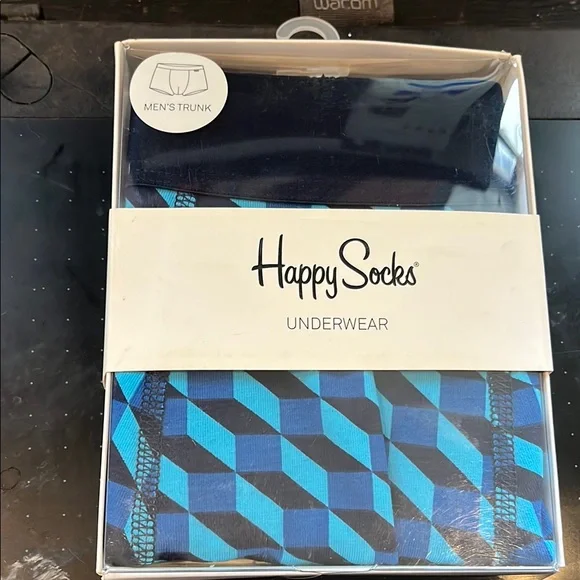 wacom
MEN'S TRUNK
Happy Socks®
UNDERWEAR